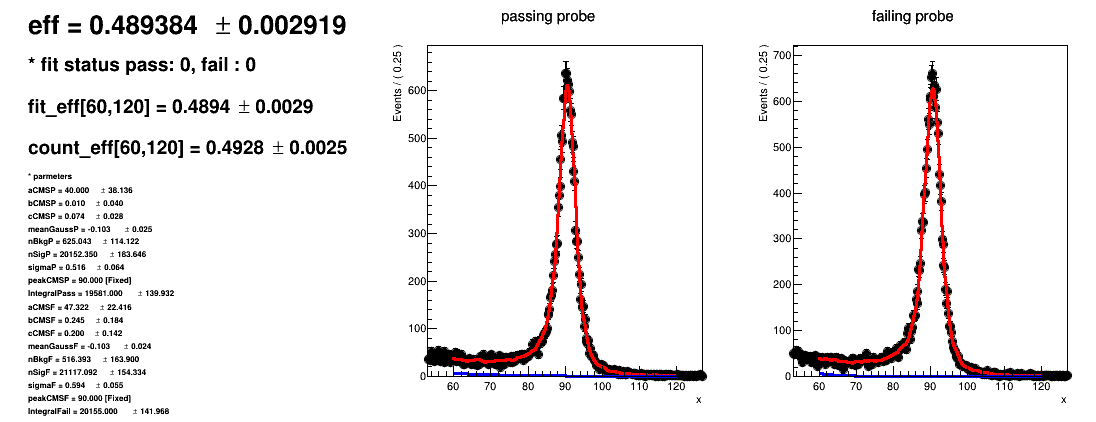 eff = 0.489384 ± 0.002919
* fit status pass: 0, fail : 0
fit_eff[60,120] = 0.4894 ± 0.0029
count_eff[60,120] = 0.4928 ± 0.0025
* parmeters
aCMSP = 40.000 ± 38.136
bCMSP = 0.010 ± 0.040
cCMSP = 0.074 ± 0.028
meanGaussP = -0.103 ± 0.025
nBkgP = 625.043 ± 114.122
nSigP = 20152.350 ± 183.646
sigmaP = 0.516 ± 0.064
peakCMSP = 90.000 [Fixed]
IntegralPass = 19581.000 ± 139.932
aCMSF = 47.322 ± 22.416
bCMSF = 0.245 ± 0.184
cCMSF = 0.200 ± 0.142
meanGaussF = -0.103 ± 0.024
nBkgF = 516.393 ± 163.900
nSigF = 21117.092 ± 154.334
sigmaF = 0.594 ± 0.055
peakCMSF = 90.000 [Fixed]
IntegralFail = 20155.000 ± 141.968
passing probe
Events / ( 0.25 )
600
500
400
300
200
100
0
60 70 80 90 100 110 120
x
failing probe
Events / ( 0.25 )
700
600
500
400
300
200
100
0
60 70 80 90 100 110 120
x